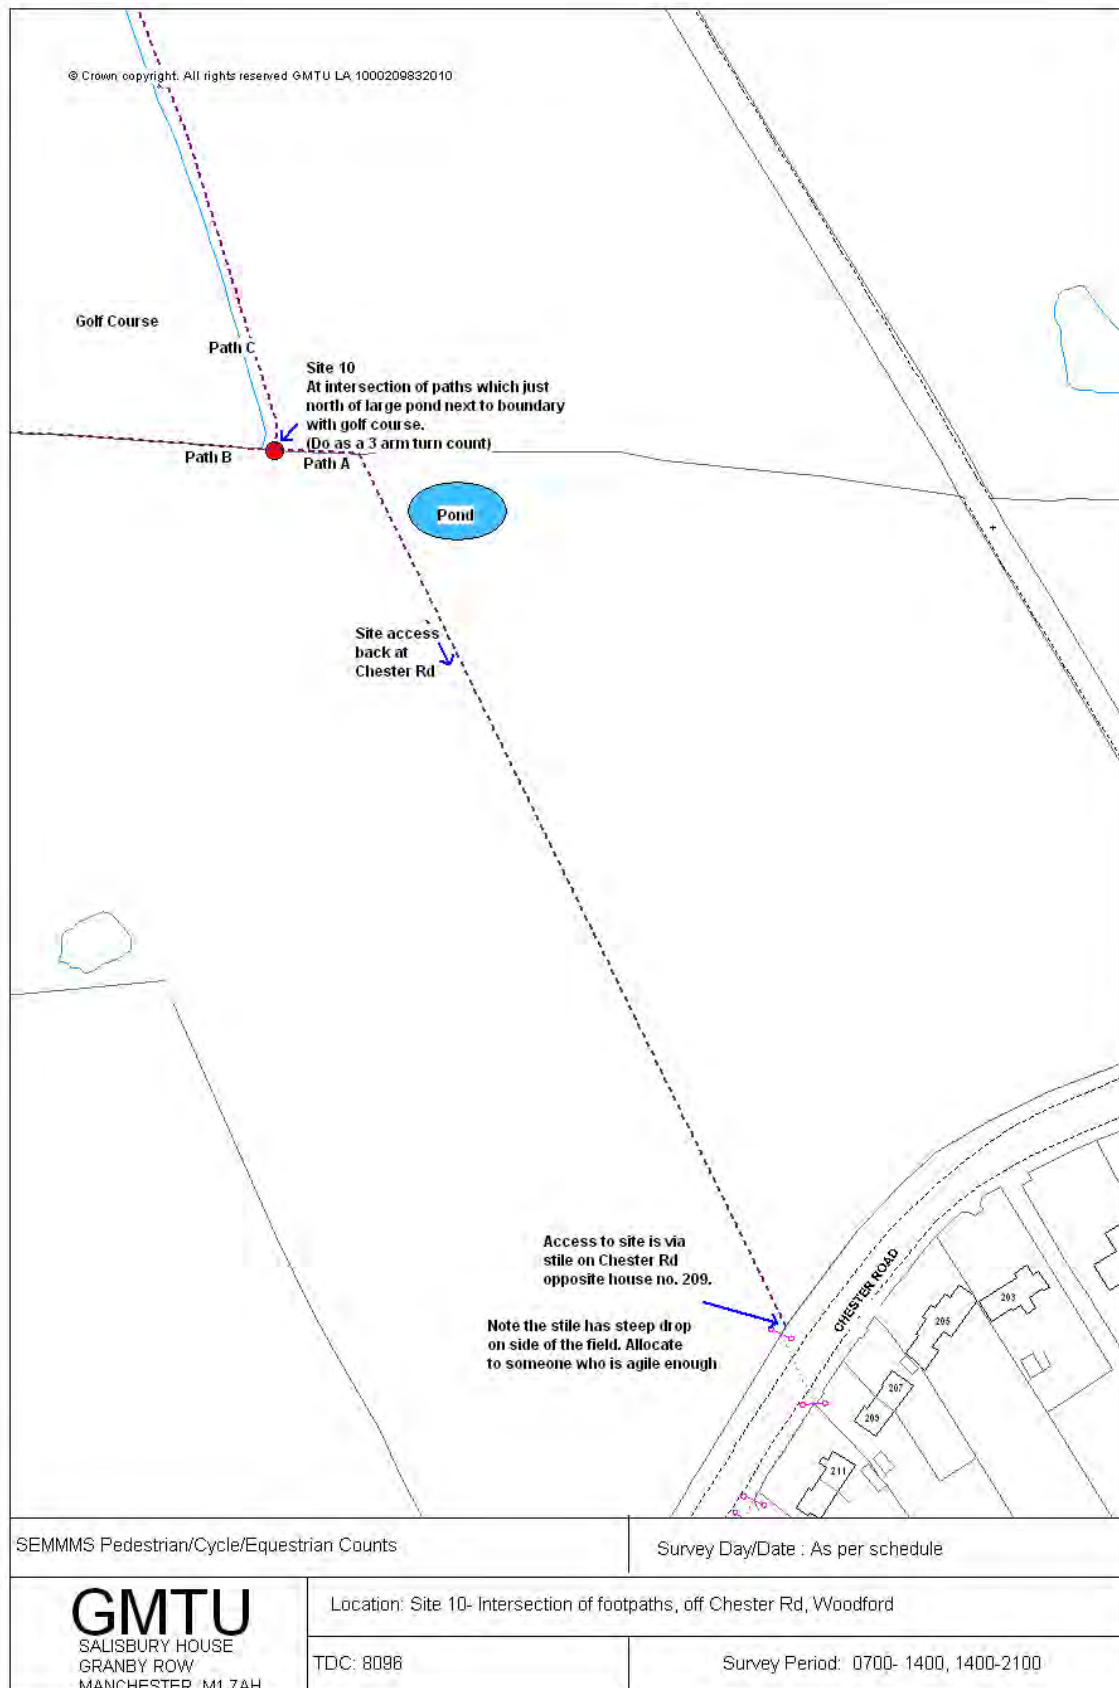 © Crown copyright. All rights reserved GMTU LA 1000209832010
Golf Course
Path C
Site 10
At intersection of paths which just
north of large pond next to boundary
with golf course.
(Do as a 3 arm turn count)
Path B
Path A
Pond
Site access
back at
Chester Rd
Access to site is via
stile on Chester Rd
opposite house no. 209.
Note the stile has steep drop
on side of the field. Allocate
to someone who is agile enough
CHESTER ROAD
203
205
207
209
211
SEMMMS Pedestrian/Cycle/Equestrian Counts
Survey Day/Date : As per schedule
GMTU
SALISBURY HOUSE
GRANBY ROW
MANCHESTER M1 7AH
Location: Site 10- Intersection of footpaths, off Chester Rd, Woodford
TDC: 8096
Survey Period: 0700- 1400, 1400-2100